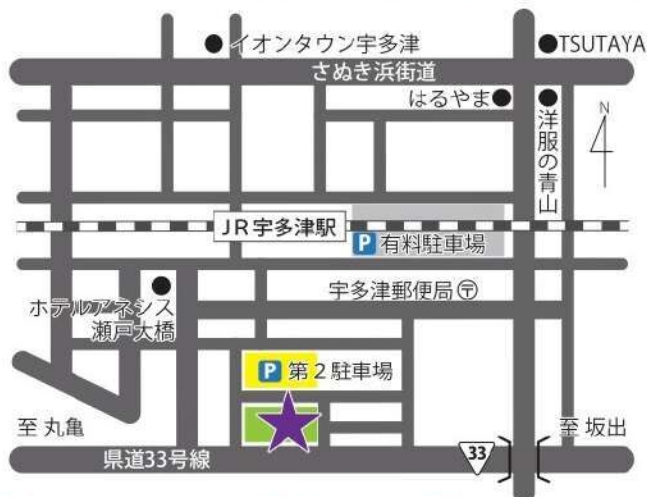 イオンタウン宇多津
TSUTAYA
さぬき浜街道
はるやま
洋服の青山
N
JR宇多津駅
P 有料駐車場
宇多津郵便局〒
ホテルアネシス
瀬戸大橋
P 第2駐車場
至 丸亀
至 坂出
県道33号線
33